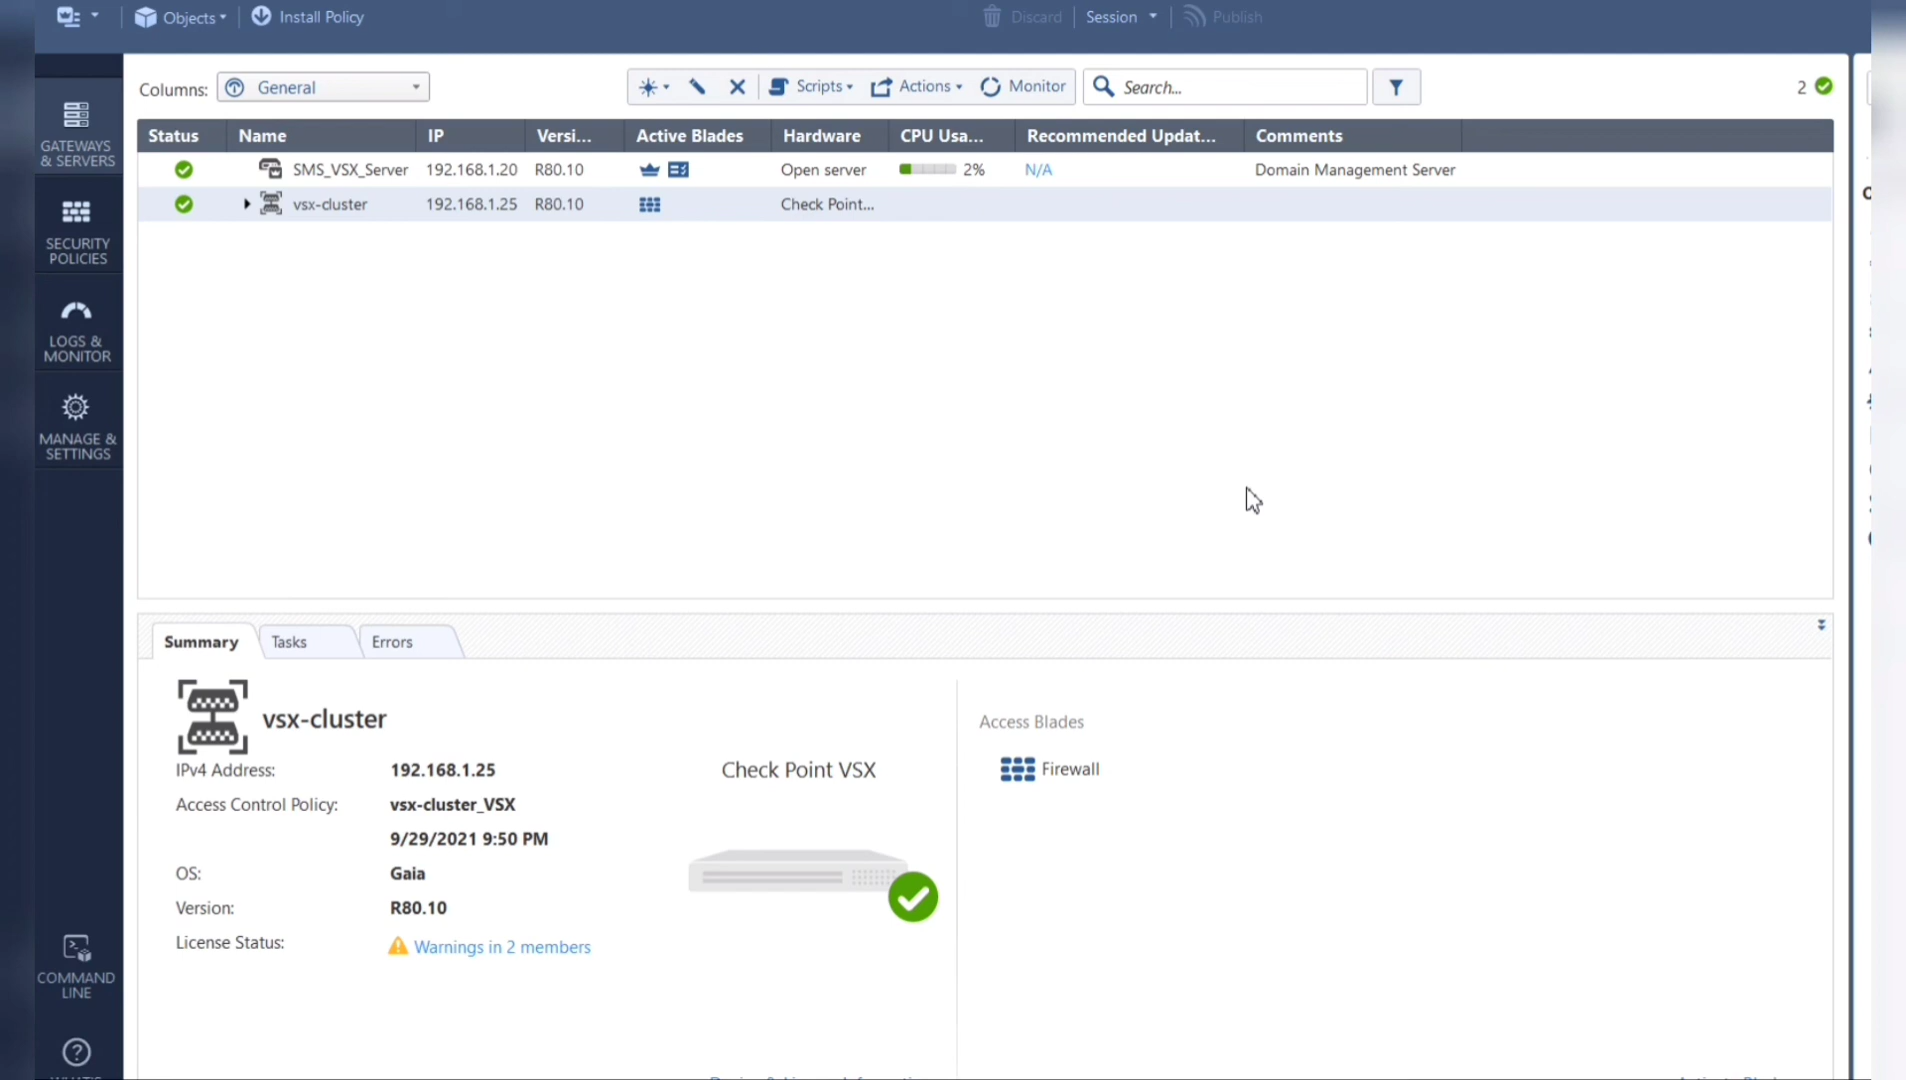 Objects
Install Policy
Discard
Session
Publish
Columns:
General
Scripts
Actions
Monitor
Search...
2
GATEWAYS
& SERVERS
SECURITY
POLICIES
LOGS &
MONITOR
MANAGE &
SETTINGS
COMMAND
LINE
Status Name IP Versi... Active Blades Hardware CPU Usa... Recommended Updat... Comments
SMS_VSX_Server 192.168.1.20 R80.10 Open server 2% N/A Domain Management Server
vsx-cluster 192.168.1.25 R80.10 Check Point...
Summary
Tasks
Errors
vsx-cluster
IPv4 Address: 192.168.1.25
Access Control Policy: vsx-cluster_VSX
9/29/2021 9:50 PM
OS: Gaia
Version: R80.10
License Status: Warnings in 2 members
Check Point VSX
Access Blades
Firewall